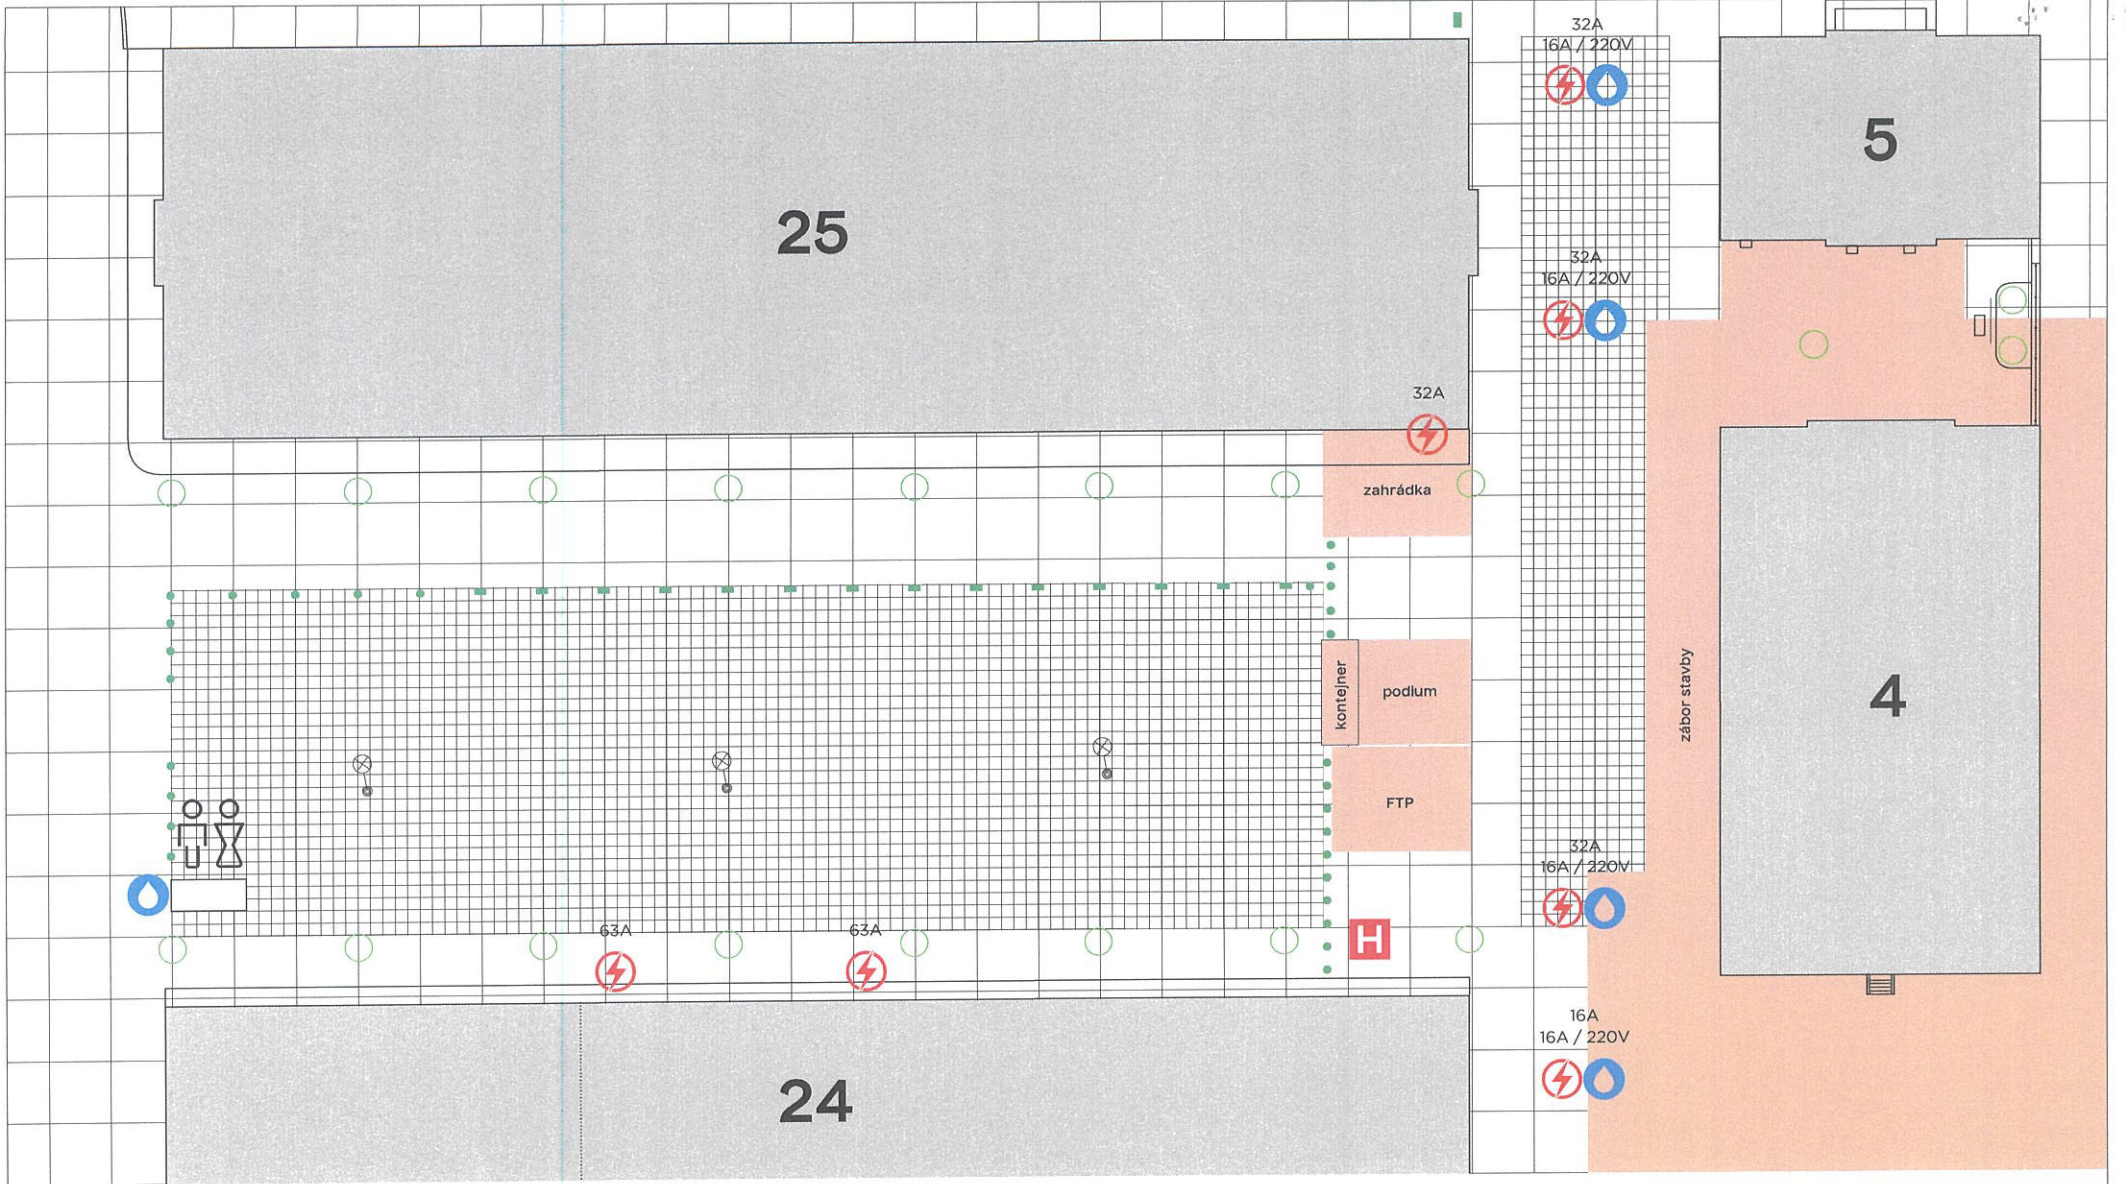 32A
16A / 220V
5
25
32A
16A / 220V
32A
zahrádka
kontejner
podium
zábor stavby
4
FTP
32A
16A / 220V
63A
63A
H
16A
16A / 220V
24